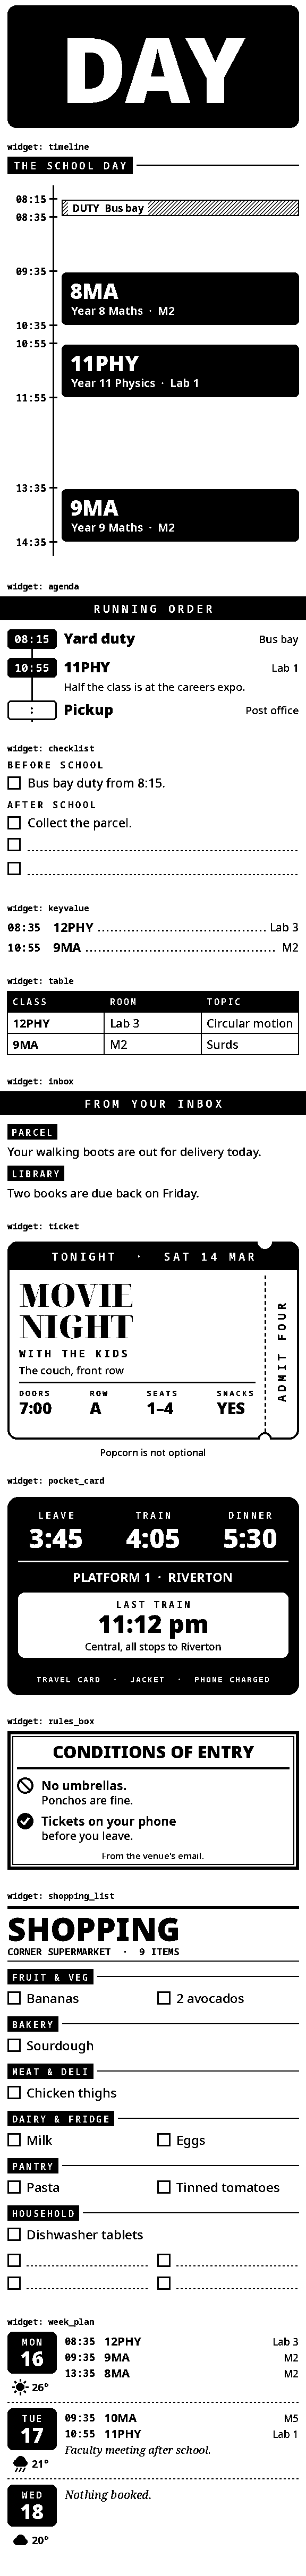 DAY
widget: timeline
THE SCHOOL DAY
08:15
DUTY Bus bay
08:35
09:35
8MA
Year 8 Maths · M2
10:35
10:55
11PHY
Year 11 Physics · Lab 1
11:55
13:35
9MA
Year 9 Maths · M2
14:35
widget: agenda
RUNNING ORDER
08:15 Yard duty Bus bay
10:55 11PHY Lab 1
Half the class is at the careers expo.
: Pickup Post office
widget: checklist
BEFORE SCHOOL
Bus bay duty from 8:15.
AFTER SCHOOL
Collect the parcel.
widget: keyvalue
08:35 12PHY Lab 3
10:55 9MA M2
widget: table
CLASS ROOM TOPIC
12PHY Lab 3 Circular motion
9MA M2 Surds
widget: inbox
FROM YOUR INBOX
PARCEL
Your walking boots are out for delivery today.
LIBRARY
Two books are due back on Friday.
widget: ticket
TONIGHT · SAT 14 MAR
MOVIE
NIGHT
WITH THE KIDS
The couch, front row
DOORS ROW SEATS SNACKS
7:00 A 1–4 YES
ADMIT FOUR
Popcorn is not optional
widget: pocket_card
LEAVE TRAIN DINNER
3:45 4:05 5:30
PLATFORM 1 · RIVERTON
LAST TRAIN
11:12 pm
Central, all stops to Riverton
TRAVEL CARD · JACKET · PHONE CHARGED
widget: rules_box
CONDITIONS OF ENTRY
No umbrellas.
Ponchos are fine.
Tickets on your phone
before you leave.
From the venue's email.
widget: shopping_list
SHOPPING
CORNER SUPERMARKET · 9 ITEMS
FRUIT & VEG
Bananas 2 avocados
BAKERY
Sourdough
MEAT & DELI
Chicken thighs
DAIRY & FRIDGE
Milk Eggs
PANTRY
Pasta Tinned tomatoes
HOUSEHOLD
Dishwasher tablets
widget: week_plan
MON
16
26°
08:35 12PHY Lab 3
09:35 9MA M2
13:35 8MA M2
TUE
17
21°
09:35 10MA M5
10:55 11PHY Lab 1
Faculty meeting after school.
WED
18
20°
Nothing booked.